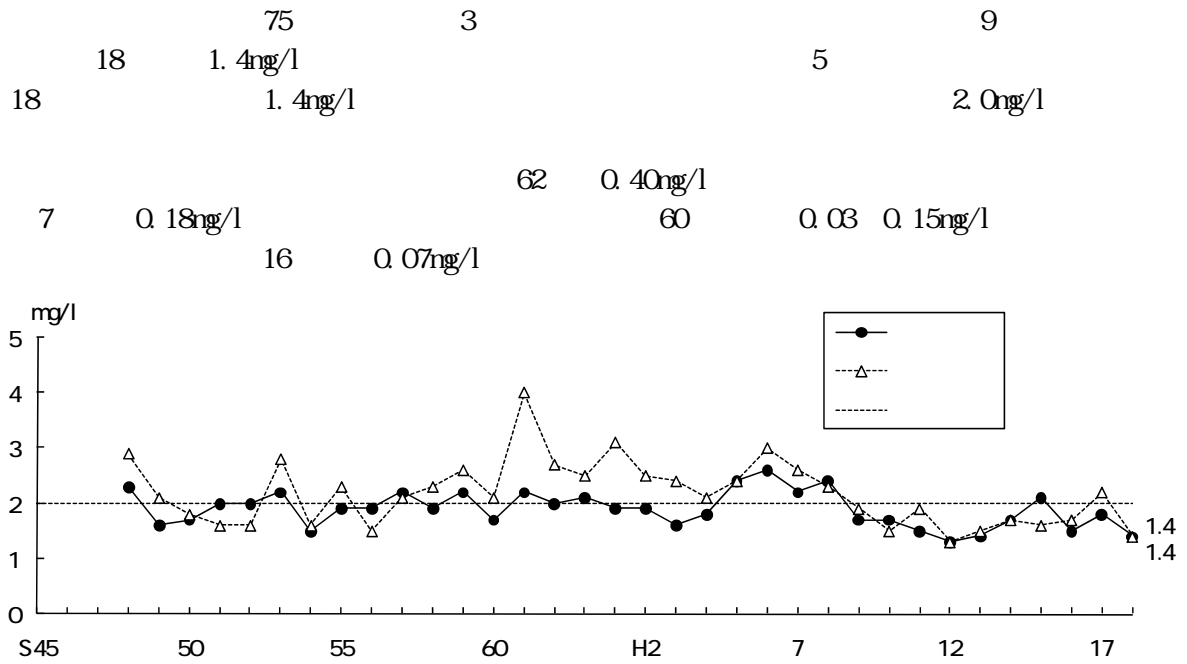 75 3 9
18 1.4mg/l 5
18 1.4mg/l 2.0mg/l
62 0.40mg/l
7 0.18mg/l 60 0.03 0.15mg/l
16 0.07mg/l
mg/l
5
4
3
2
1
0
1.4
1.4
S45 50 55 60 H2 7 12 17